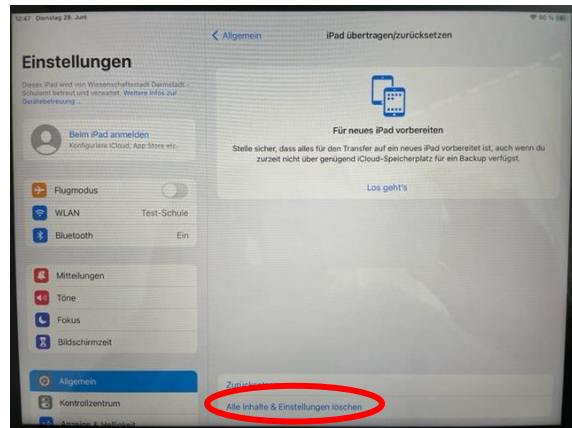 12:47 Dienstag 28. Juni
90 %
Einstellungen
Dieses iPad wird von Wissenschaftsstadt Darmstadt -
Schulamt betreut und verwaltet. Weitere Infos zur
Gerätebetreuung ...
Beim iPad anmelden
Konfiguriere iCloud, App Store etc.
Flugmodus
WLAN Test-Schule
Bluetooth Ein
Mitteilungen
Töne
Fokus
Bildschirmzeit
Allgemein
Kontrollzentrum
Anzeige & Helligkeit
Allgemein
iPad übertragen/zurücksetzen
Für neues iPad vorbereiten
Stelle sicher, dass alles für den Transfer auf ein neues iPad vorbereitet ist, auch wenn du
zurzeit nicht über genügend iCloud-Speicherplatz für ein Backup verfügst.
Los geht's
Zurücksetzen
Alle Inhalte & Einstellungen löschen